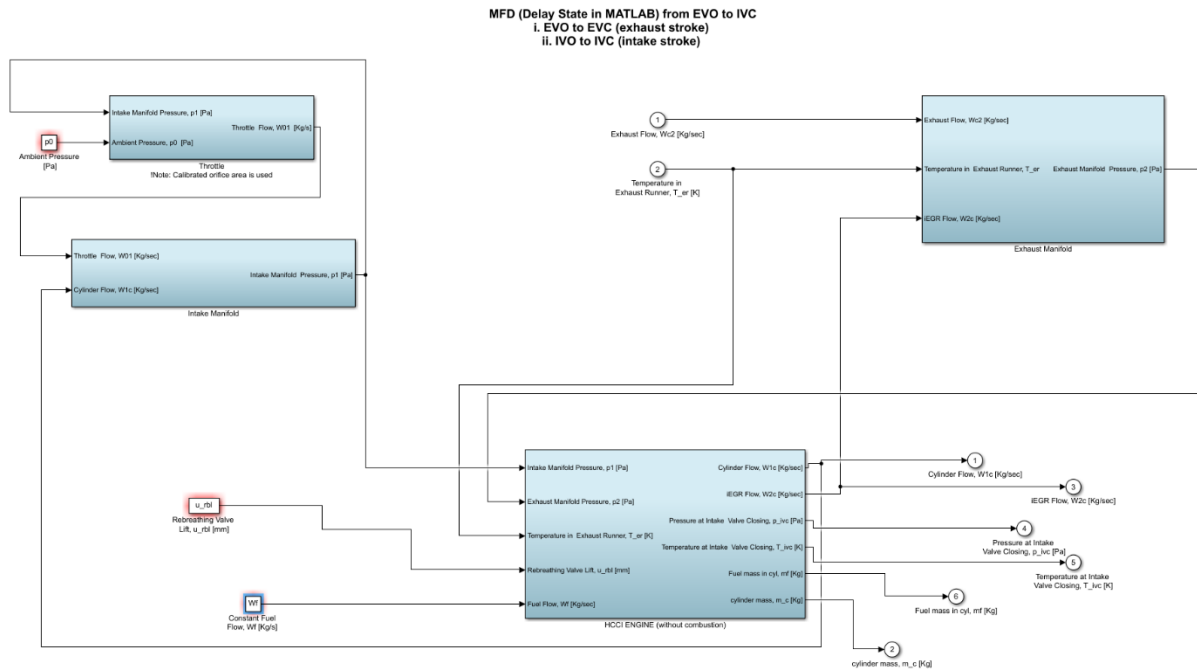 MFD (Delay State in MATLAB) from EVO to IVC
i. EVO to EVC (exhaust stroke)
ii. IVO to IVC (intake stroke)
Intake Manifold Pressure, p1 [Pa]
Throttle Flow, W01 [Kg/s]
Ambient Pressure, p0 [Pa]
Throttle
!Note: Calibrated orifice area is used
p0
Ambient Pressure
[Pa]
Throttle Flow, W01 [Kg/sec]
Intake Manifold Pressure, p1 [Pa]
Cylinder Flow, W1c [Kg/sec]
Intake Manifold
1
Exhaust Flow, Wc2 [Kg/sec]
2
Temperature in
Exhaust Runner, T_er [K]
Exhaust Flow, Wc2 [Kg/sec]
Temperature in Exhaust Runner, T_er
Exhaust Manifold Pressure, p2 [Pa]
iEGR Flow, W2c [Kg/sec]
Exhaust Manifold
u_rbl
Rebreathing Valve
Lift, u_rbl [mm]
Wf
Constant Fuel
Flow, Wf [Kg/s]
Intake Manifold Pressure, p1 [Pa]
Exhaust Manifold Pressure, p2 [Pa]
Temperature in Exhaust Runner, T_er [K]
Rebreathing Valve Lift, u_rbl [mm]
Fuel Flow, Wf [Kg/sec]
Cylinder Flow, W1c [Kg/sec]
iEGR Flow, W2c [Kg/sec]
Pressure at Intake Valve Closing, p_ivc [Pa]
Temperature at Intake Valve Closing, T_ivc [K]
Fuel mass in cyl, mf [Kg]
cylinder mass, m_c [Kg]
HCCI ENGINE (without combustion)
1
Cylinder Flow, W1c [Kg/sec]
3
iEGR Flow, W2c [Kg/sec]
4
Pressure at Intake
Valve Closing, p_ivc [Pa]
5
Temperature at Intake
Valve Closing, T_ivc [K]
6
Fuel mass in cyl, mf [Kg]
2
cylinder mass, m_c [Kg]